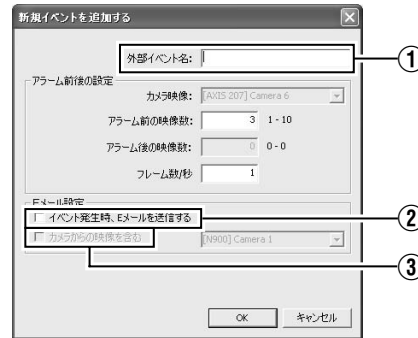 新規イベントを追加する
外部イベント名: ①
アラーム前後の設定
カメラ映像: [AXIS 207] Camera 6
アラーム前の映像数: 3 1 - 10
アラーム後の映像数: 0 0 - 0
フレーム数/秒 1
Eメール設定
イベント発生時、Eメールを送信する ②
カメラからの映像を含む [N900] Camera 1
③
OK キャンセル